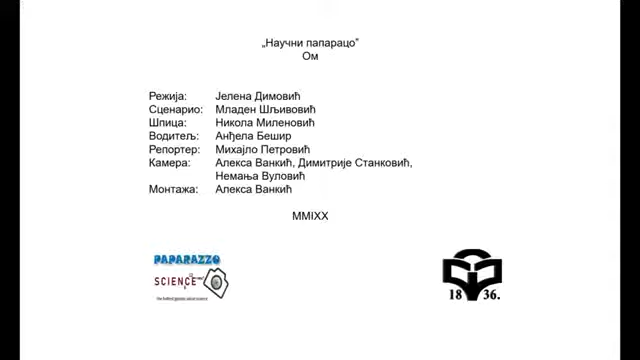 „Научни папарацо”
Ом
Режија: Јелена Димовић
Сценарио: Младен Шљивовић
Шпица: Никола Миленовић
Водитељ: Анђела Бешир
Репортер: Михајло Петровић
Камера: Алекса Ванкић, Димитрије Станковић,
Немања Вуловић
Монтажа: Алекса Ванкић
MMIXX
PAPARAZZO
SCIENCE
18 36.